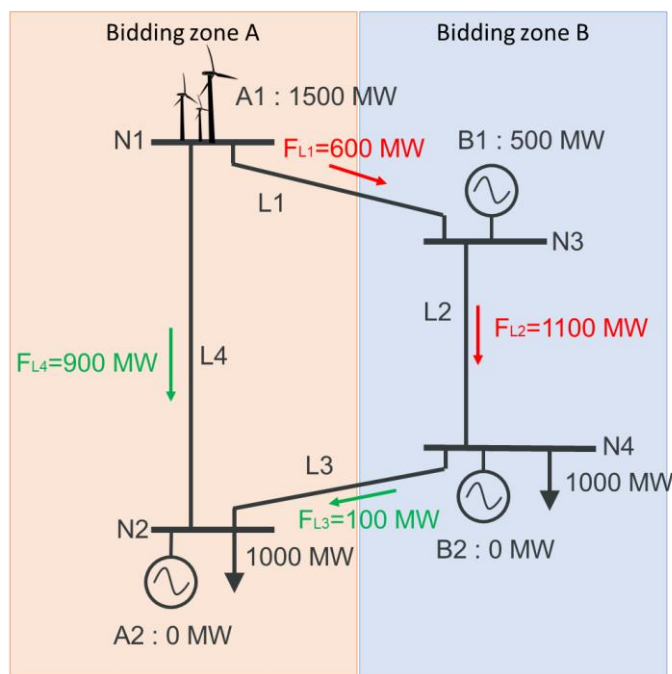 Bidding zone A
Bidding zone B
A1 : 1500 MW
N1
FL1=600 MW
B1 : 500 MW
L1
N3
L2
FL2=1100 MW
FL4=900 MW
L4
L3
N4
1000 MW
FL3=100 MW
N2
1000 MW
B2 : 0 MW
A2 : 0 MW